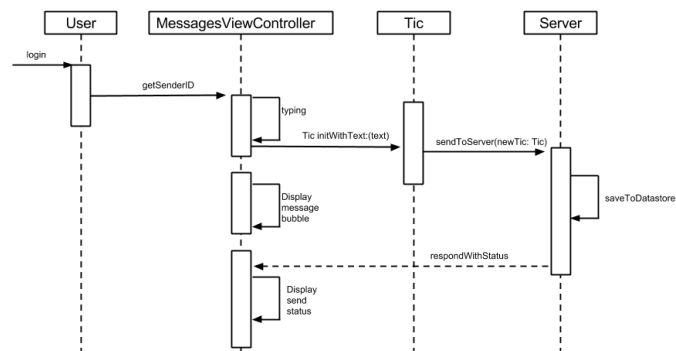 User
MessagesViewController
Tic
Server
login
getSenderID
typing
Tic initWithText:(text)
sendToServer(newTic: Tic)
Display
message
bubble
saveToDatastore
respondWithStatus
Display
send
status